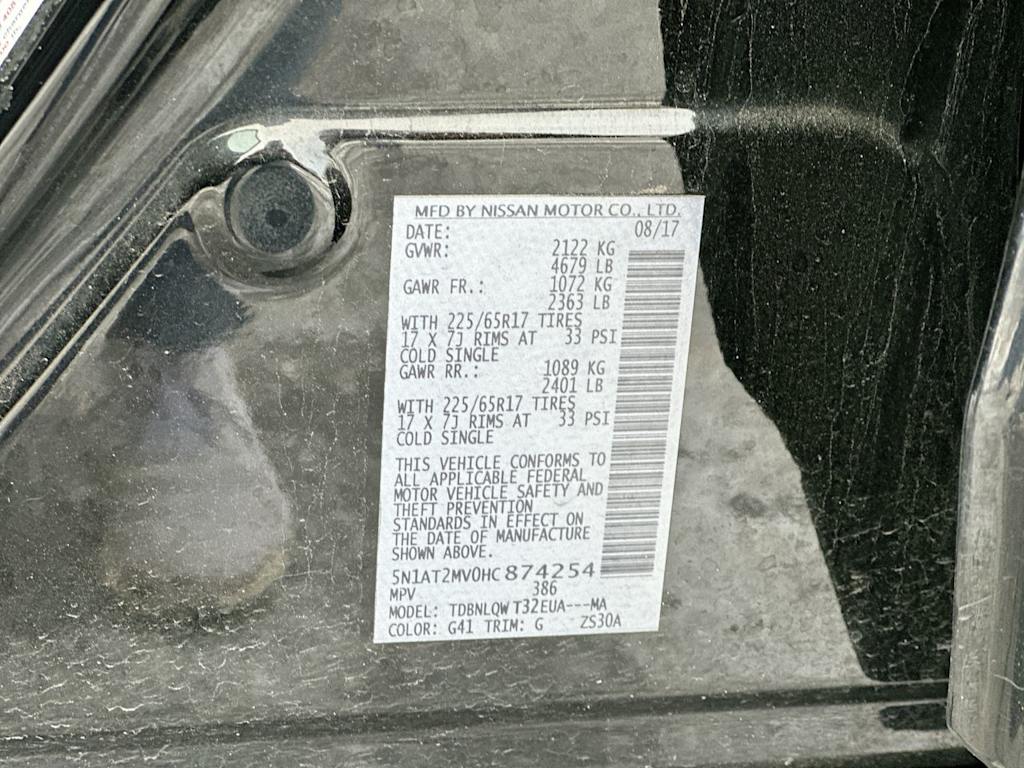 MFD BY NISSAN MOTOR CO., LTD.
DATE: 08/17
GVWR: 2122 KG
4679 LB
GAWR FR.: 1072 KG
2363 LB
WITH 225/65R17 TIRES
17 X 7J RIMS AT 33 PSI
COLD SINGLE
GAWR RR.: 1089 KG
2401 LB
WITH 225/65R17 TIRES
17 X 7J RIMS AT 33 PSI
COLD SINGLE
THIS VEHICLE CONFORMS TO
ALL APPLICABLE FEDERAL
MOTOR VEHICLE SAFETY AND
THEFT PREVENTION
STANDARDS IN EFFECT ON
THE DATE OF MANUFACTURE
SHOWN ABOVE.
5N1AT2MV0HC874254
MPV 386
MODEL: TDBNLQW T32EUA---MA
COLOR: G41 TRIM: G ZS30A